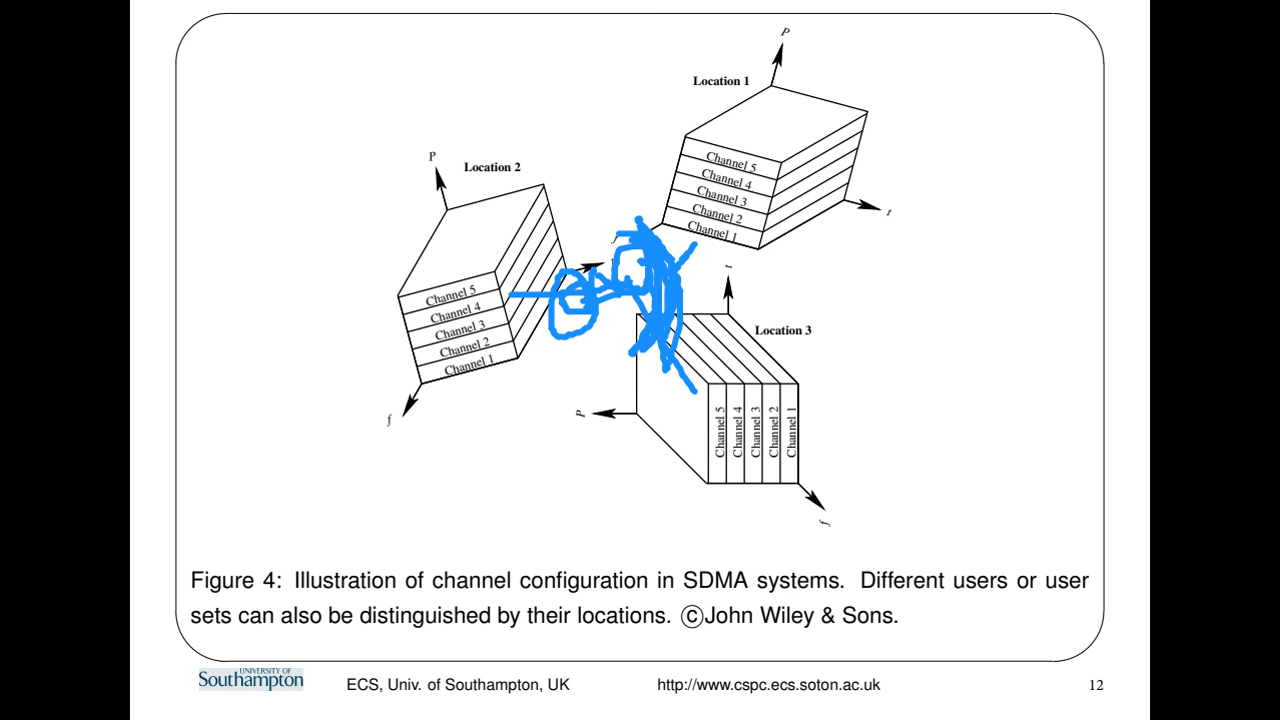 P
Location 1
Channel 5
Channel 4
Channel 3
Channel 2
Channel 1
t
P
Location 2
Channel 5
Channel 4
Channel 3
Channel 2
Channel 1
f
f
t
Location 3
P
Channel 5
Channel 4
Channel 3
Channel 2
Channel 1
f
Figure 4: Illustration of channel configuration in SDMA systems. Different users or user
sets can also be distinguished by their locations. ©John Wiley & Sons.
UNIVERSITY OF
Southampton
ECS, Univ. of Southampton, UK
http://www.cspc.ecs.soton.ac.uk
12